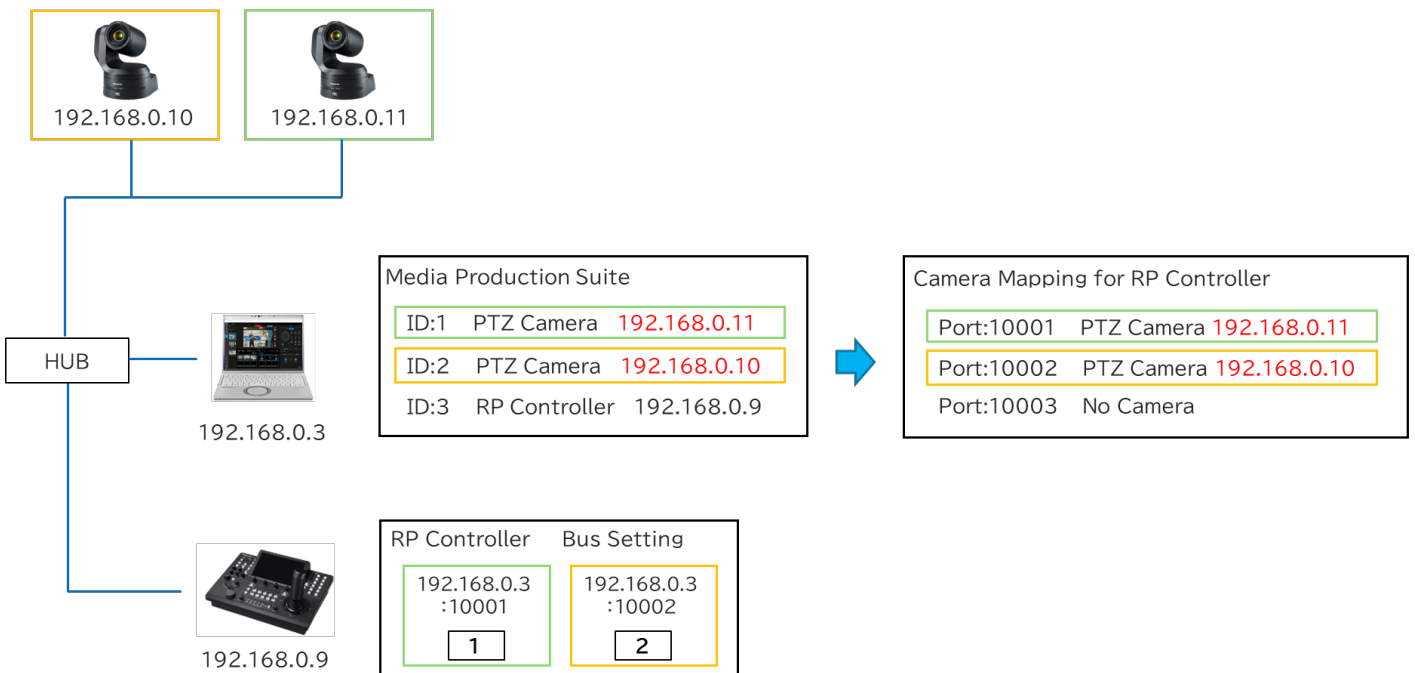 192.168.0.10
192.168.0.11
HUB
192.168.0.3
Media Production Suite
ID:1 PTZ Camera 192.168.0.11
ID:2 PTZ Camera 192.168.0.10
ID:3 RP Controller 192.168.0.9
Camera Mapping for RP Controller
Port:10001 PTZ Camera 192.168.0.11
Port:10002 PTZ Camera 192.168.0.10
Port:10003 No Camera
192.168.0.9
RP Controller Bus Setting
192.168.0.3
:10001
1
192.168.0.3
:10002
2